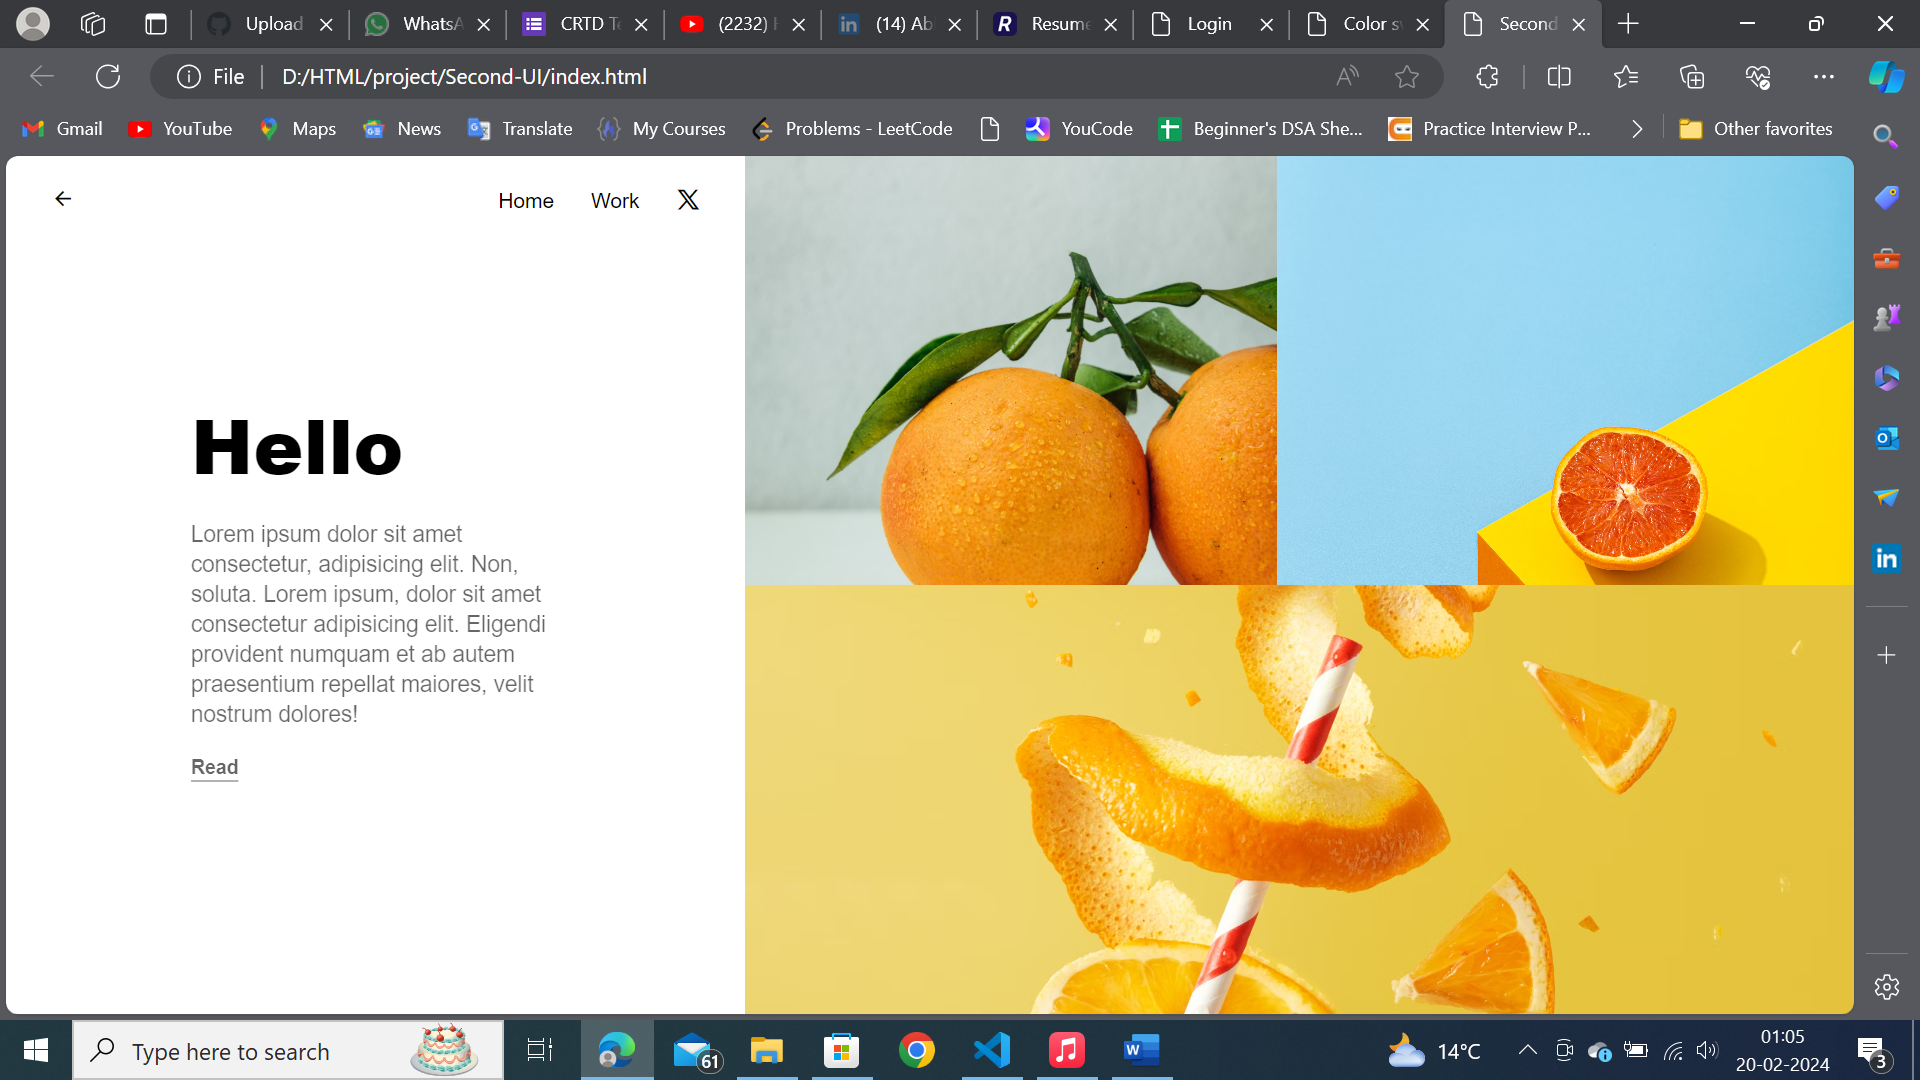 Upload
WhatsA
CRTD Te
(2232)
(14) Ab
Resume
Login
Color s
Second
File
D:/HTML/project/Second-UI/index.html
Gmail
YouTube
Maps
News
Translate
My Courses
Problems - LeetCode
YouCode
Beginner's DSA She...
Practice Interview P...
Other favorites
Home
Work
Hello
Lorem ipsum dolor sit amet
consectetur, adipisicing elit. Non,
soluta. Lorem ipsum, dolor sit amet
consectetur adipisicing elit. Eligendi
provident numquam et ab autem
praesentium repellat maiores, velit
nostrum dolores!
Read
Type here to search
61
14°C
01:05
20-02-2024
3